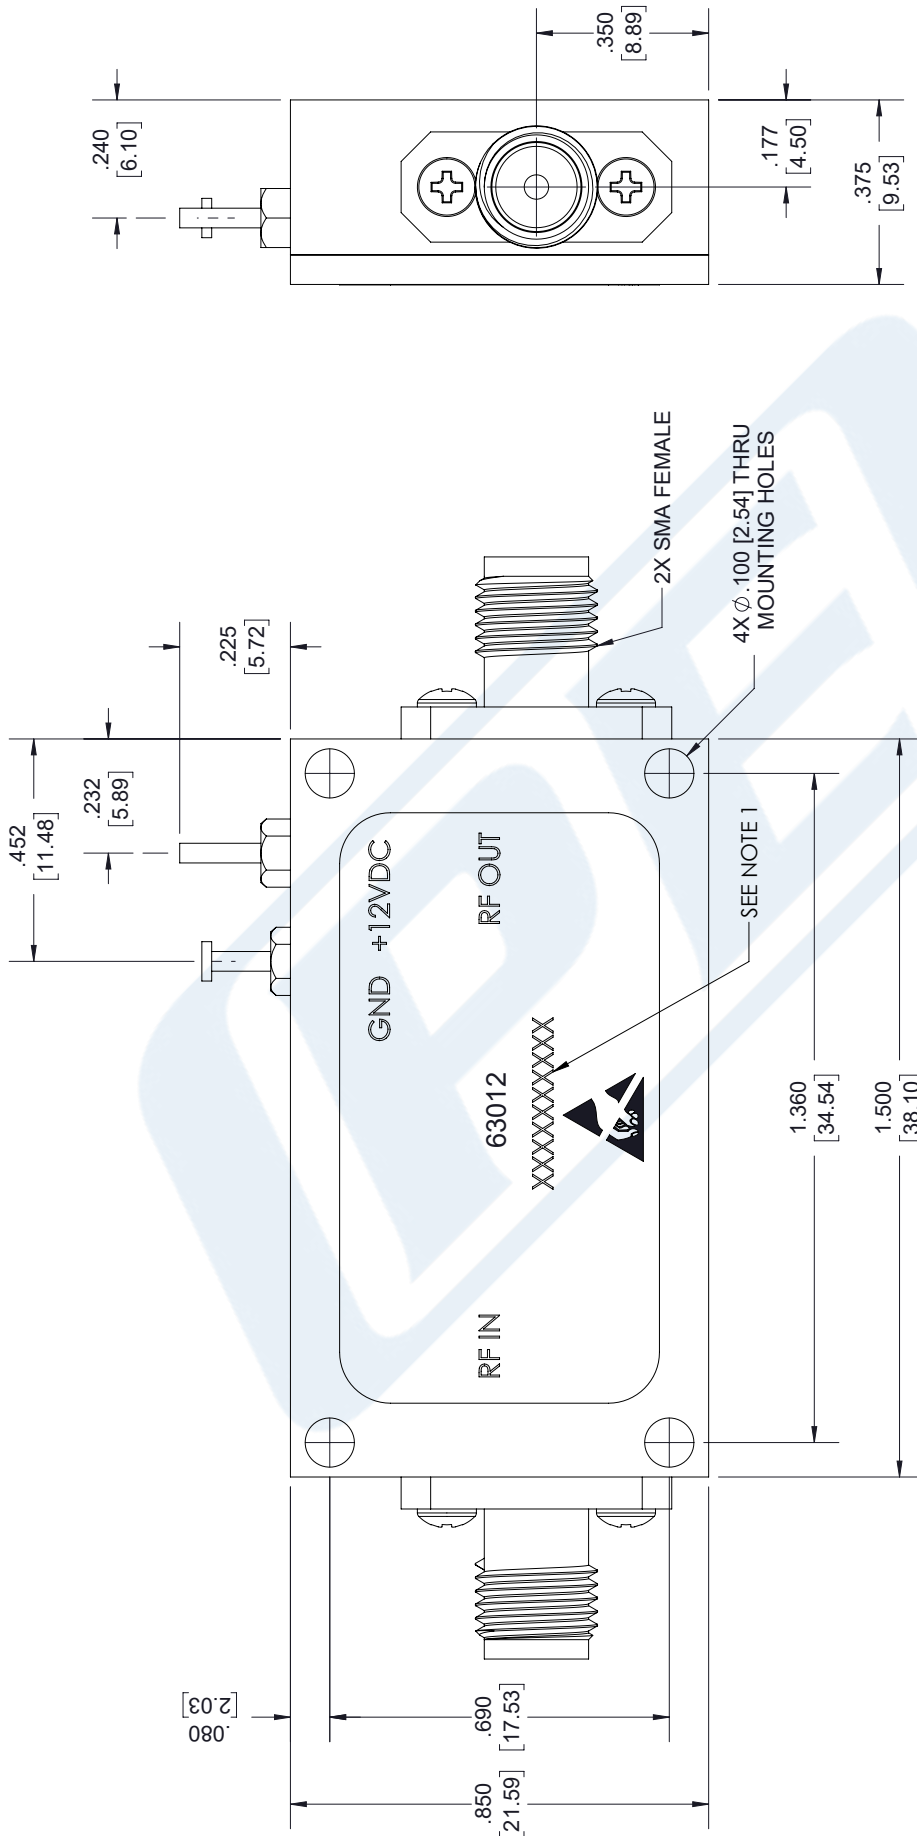 .240
[6.10]
.350
[8.89]
.177
[4.50]
.375
[9.53]
.452
[11.48]
.232
[5.89]
.225
[5.72]
2X SMA FEMALE
4X Ø.100 [2.54] THRU
MOUNTING HOLES
GND +12VDC
RF OUT
63012
XXXXXXXXXXX
RF IN
SEE NOTE 1
1.360
[34.54]
1.500
[38.10]
.080
[2.03]
.690
[17.53]
.850
[21.59]
PE